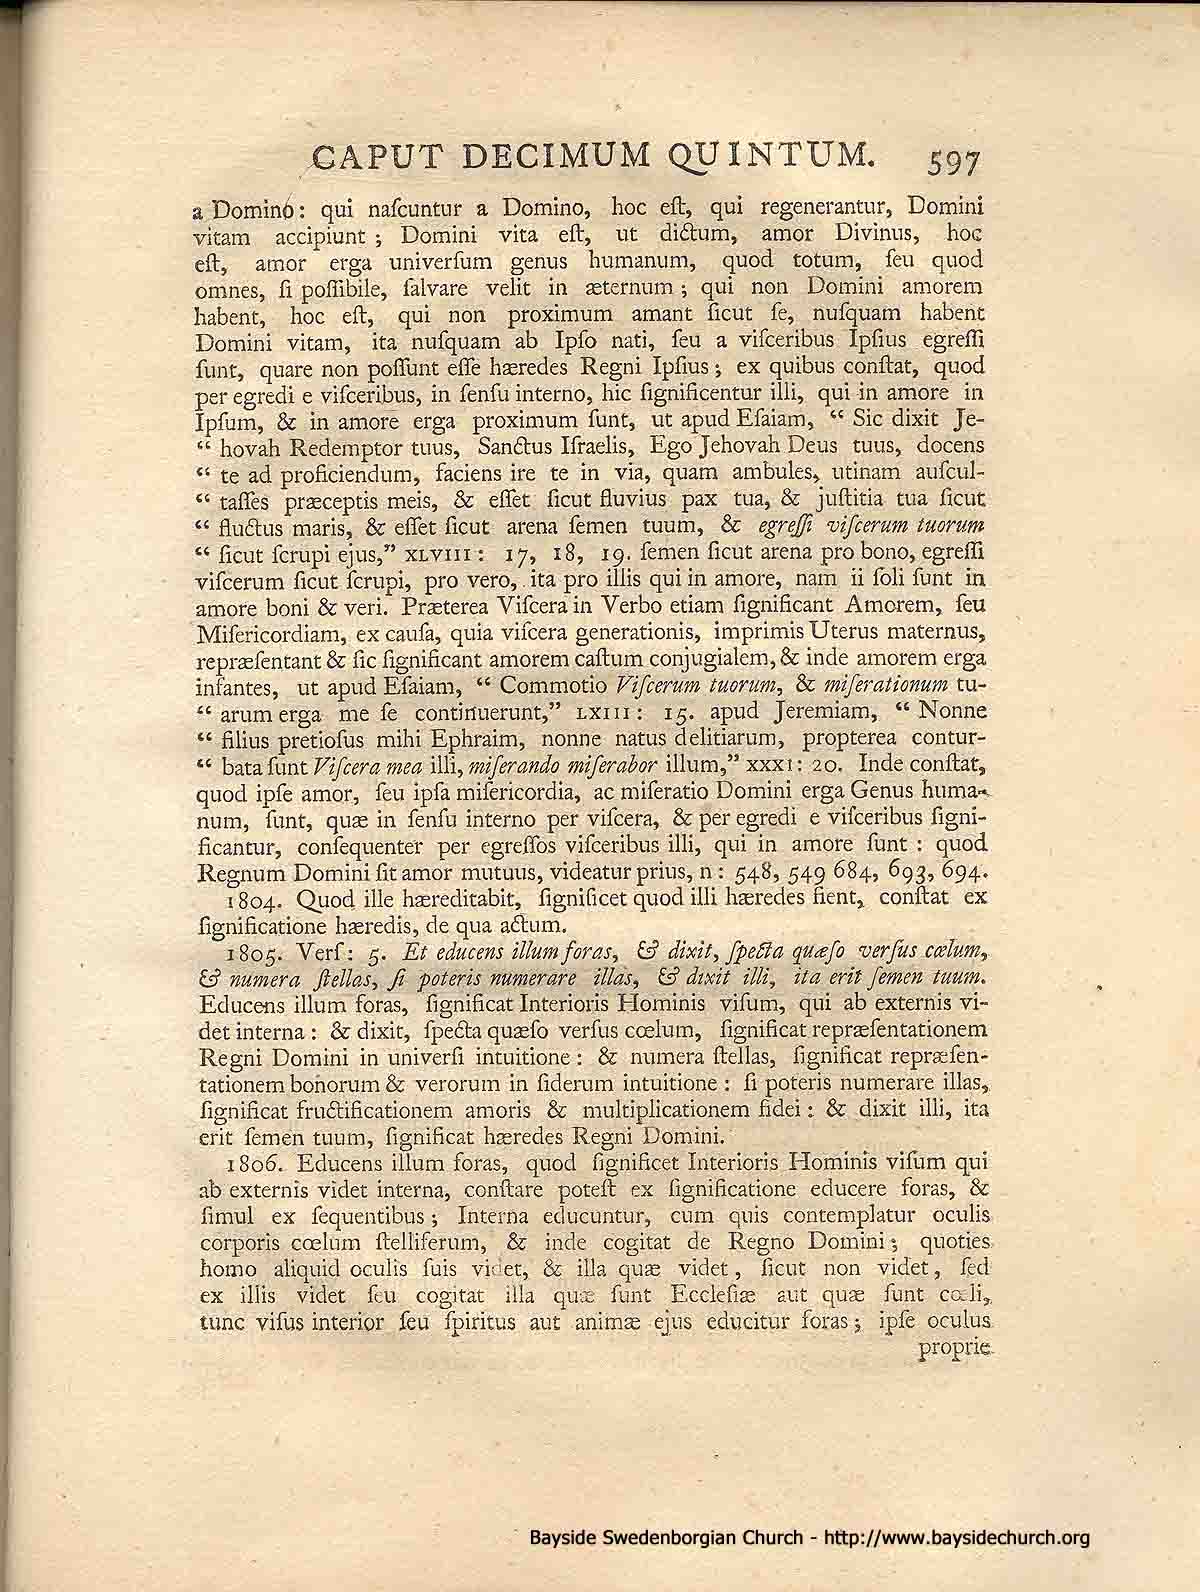 CAPUT DECIMUM QUINTUM. 597
a Domino: qui naſcuntur a Domino, hoc eſt, qui regenerantur, Domini
vitam accipiunt; Domini vita eſt, ut dictum, amor Divinus, hoc
eſt, amor erga univerſum genus humanum, quod totum, ſeu quod
omnes, ſi poſſibile, ſalvare velit in æternum; qui non Domini amorem
habent, hoc eſt, qui non proximum amant ſicut ſe, nuſquam habent
Domini vitam, ita nuſquam ab Ipſo nati, ſeu a viſceribus Ipſius egreſſi
ſunt, quare non poſſunt eſſe hæredes Regni Ipſius; ex quibus conſtat, quod
per egredi e viſceribus, in ſenſu interno, hic ſignificentur illi, qui in amore in
Ipſum, & in amore erga proximum ſunt, ut apud Eſaiam, “ Sic dixit Je-
“ hovah Redemptor tuus, Sanctus Iſraelis, Ego Jehovah Deus tuus, docens
“ te ad proficiendum, faciens ire te in via, quam ambules, utinam auſcul-
“ taſſes præceptis meis, & eſſet ſicut fluvius pax tua, & juſtitia tua ſicut
“ fluctus maris, & eſſet ſicut arena ſemen tuum, & egreſſi viſcerum tuorum
“ ſicut ſcrupi ejus,” XLVIII: 17, 18, 19. ſemen ſicut arena pro bono, egreſſi
viſcerum ſicut ſcrupi, pro vero, ita pro illis qui in amore, nam ii ſoli ſunt in
amore boni & veri. Præterea Viſcera in Verbo etiam ſignificant Amorem, ſeu
Miſericordiam, ex cauſa, quia viſcera generationis, imprimis Uterus maternus,
repræſentant & ſic ſignificant amorem caſtum conjugialem, & inde amorem erga
infantes, ut apud Eſaiam, “ Commotio Viſcerum tuorum, & miſerationum tu-
“ arum erga me ſe continuerunt,” LXIII: 15. apud Jeremiam, “ Nonne
“ filius pretioſus mihi Ephraim, nonne natus delitiarum, propterea contur-
“ bata ſunt Viſcera mea illi, miſerando miſerabor illum,” XXXI: 20. Inde conſtat,
quod ipſe amor, ſeu ipſa miſericordia, ac miſeratio Domini erga Genus huma-
num, ſunt, quæ in ſenſu interno per viſcera, & per egredi e viſceribus ſigni-
ficantur, conſequenter per egreſſos viſceribus illi, qui in amore ſunt: quod
Regnum Domini ſit amor mutuus, videatur prius, n: 548, 549 684, 693, 694.
1804. Quod ille hæreditabit, ſignificet quod illi hæredes fient, conſtat ex
ſignificatione hæredis, de qua actum.
1805. Verſ: 5. Et educens illum foras, & dixit, ſpecta quæſo verſus cœlum,
& numera ſtellas, ſi poteris numerare illas, & dixit illi, ita erit ſemen tuum.
Educens illum foras, ſignificat Interioris Hominis viſum, qui ab externis vi-
det interna: & dixit, ſpecta quæſo verſus cœlum, ſignificat repræſentationem
Regni Domini in univerſi intuitione: & numera ſtellas, ſignificat repræſen-
tationem bonorum & verorum in ſiderum intuitione: ſi poteris numerare illas,
ſignificat fructificationem amoris & multiplicationem fidei: & dixit illi, ita
erit ſemen tuum, ſignificat hæredes Regni Domini.
1806. Educens illum foras, quod ſignificet Interioris Hominis viſum qui
ab externis videt interna, conſtare poteſt ex ſignificatione educere foras, &
ſimul ex ſequentibus; Interna educuntur, cum quis contemplatur oculis
corporis cœlum ſtelliferum, & inde cogitat de Regno Domini; quoties
homo aliquid oculis ſuis videt, & illa quæ videt, ſicut non videt, ſed
ex illis videt ſeu cogitat illa quæ ſunt Eccleſiæ aut quæ ſunt cœli,
tunc viſus interior ſeu ſpiritus aut animæ ejus educitur foras; ipſe oculus
proprie
Bayside Swedenborgian Church - http://www.baysidechurch.org